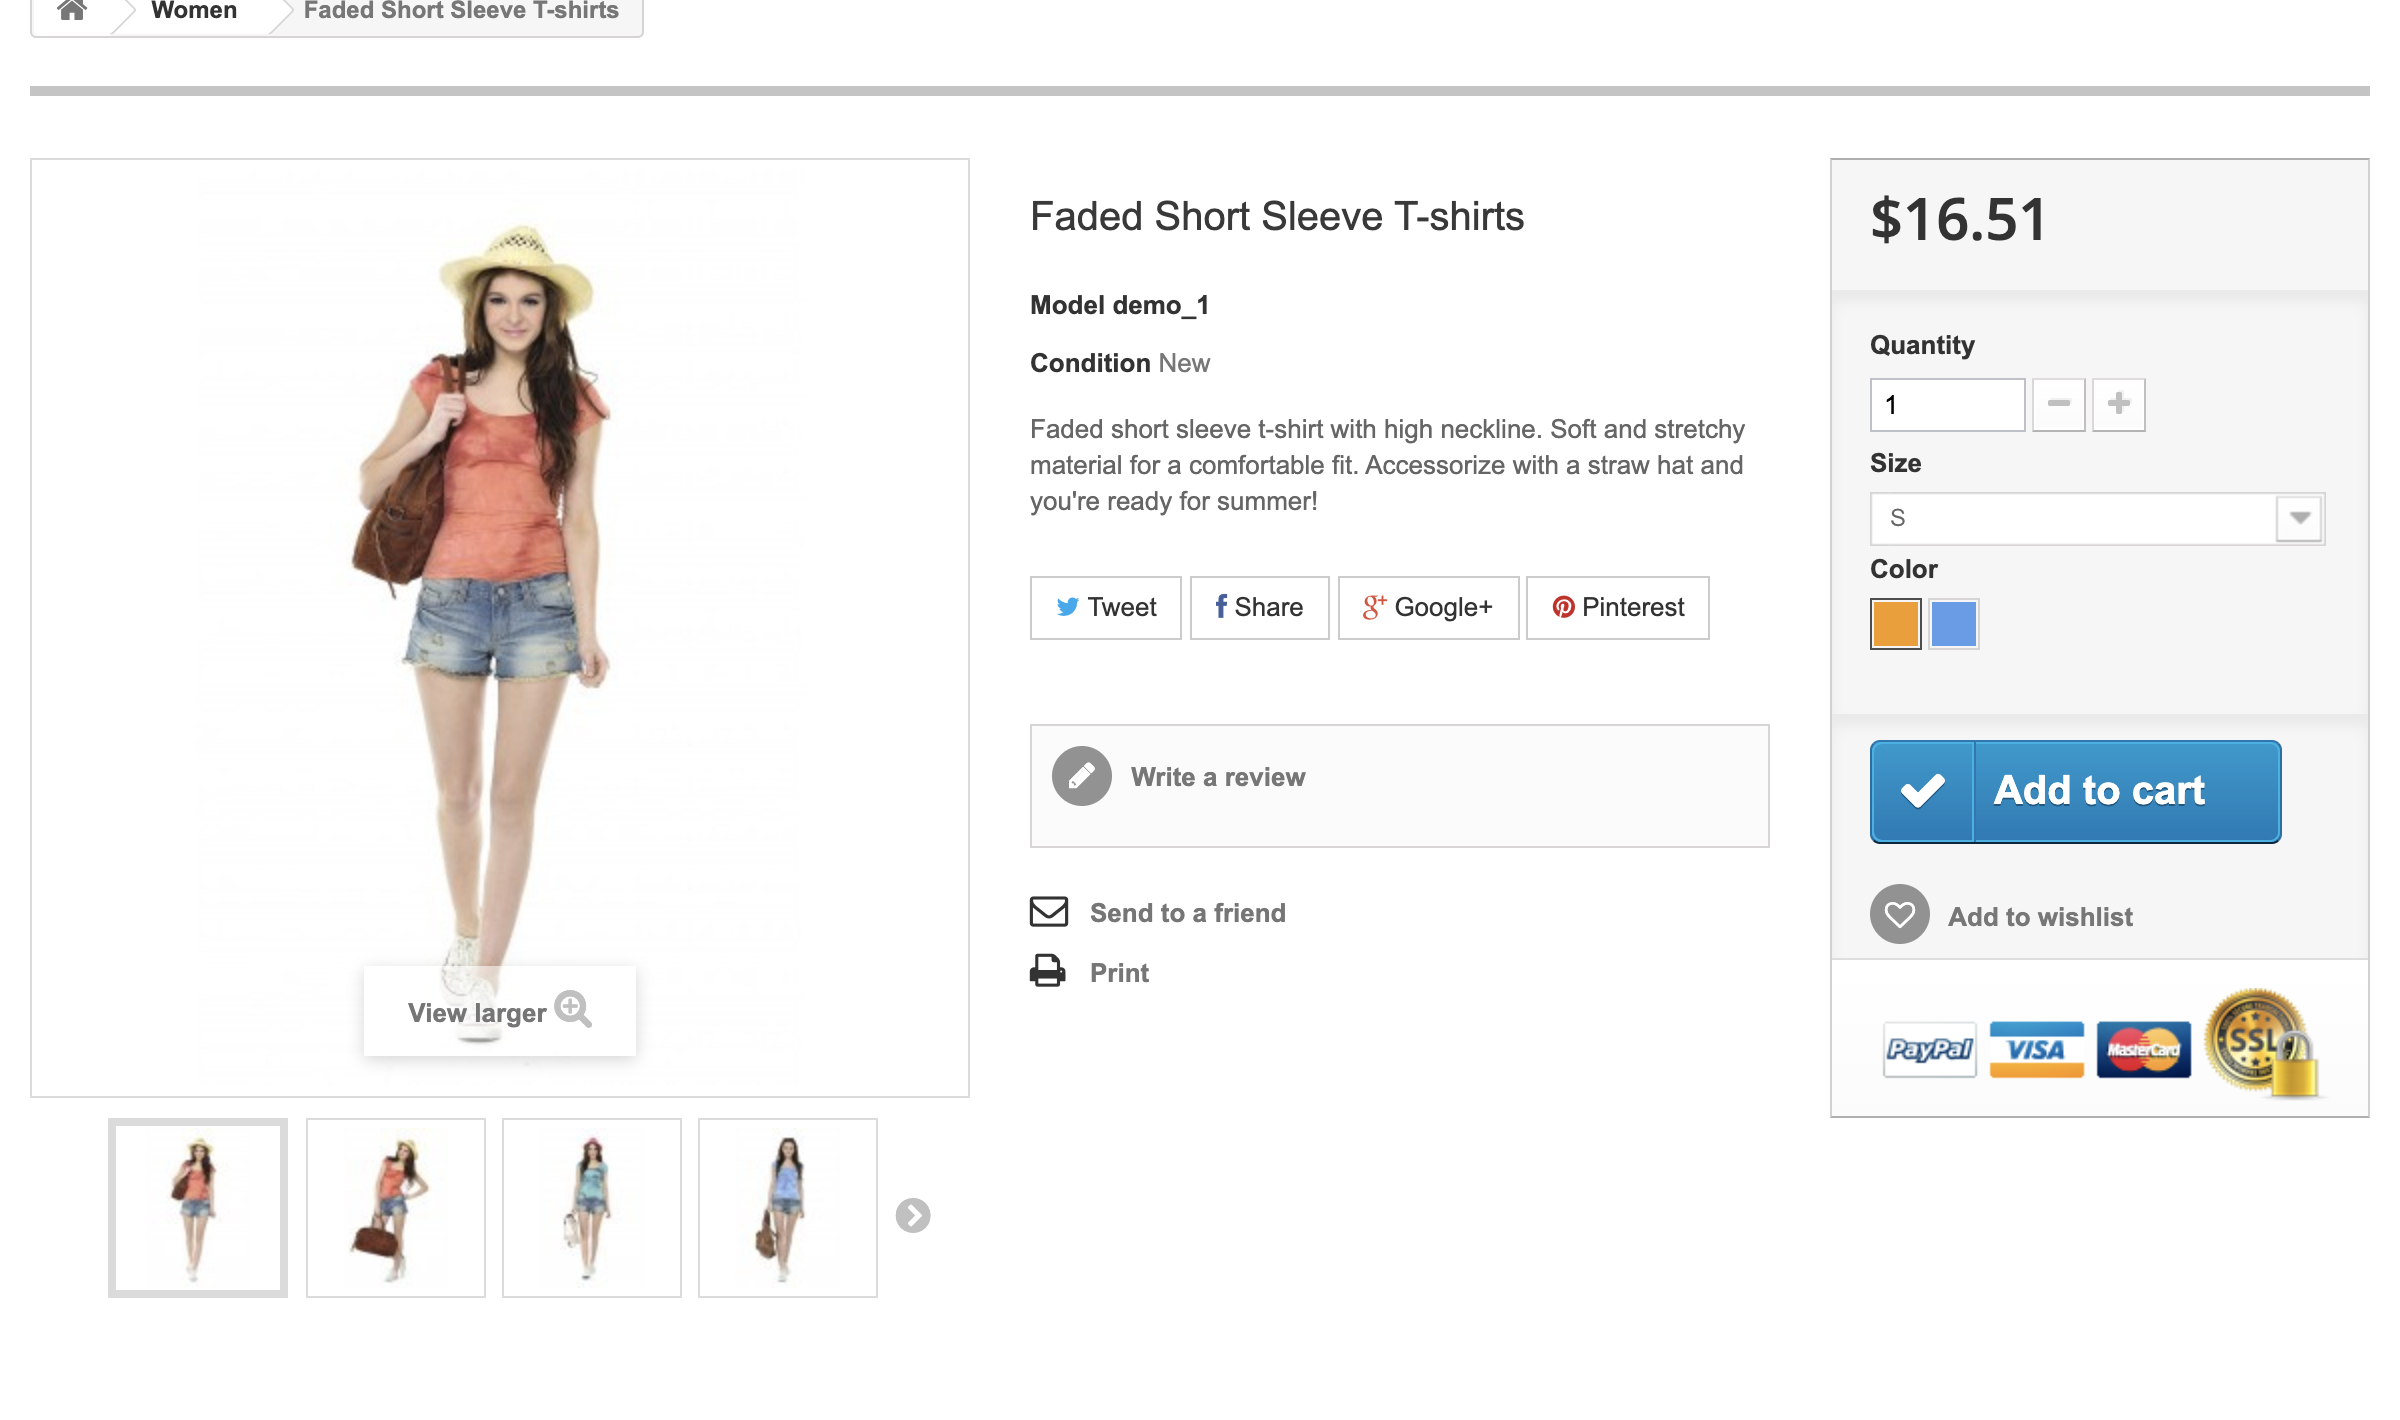 Women
Faded Short Sleeve T-shirts
Faded Short Sleeve T-shirts
Model demo_1
Condition New
Faded short sleeve t-shirt with high neckline. Soft and stretchy
material for a comfortable fit. Accessorize with a straw hat and
you're ready for summer!
Tweet
Share
Google+
Pinterest
Write a review
Send to a friend
Print
View larger
$16.51
Quantity
1
Size
S
Color
Add to cart
Add to wishlist
PayPal
VISA
MasterCard
SSL